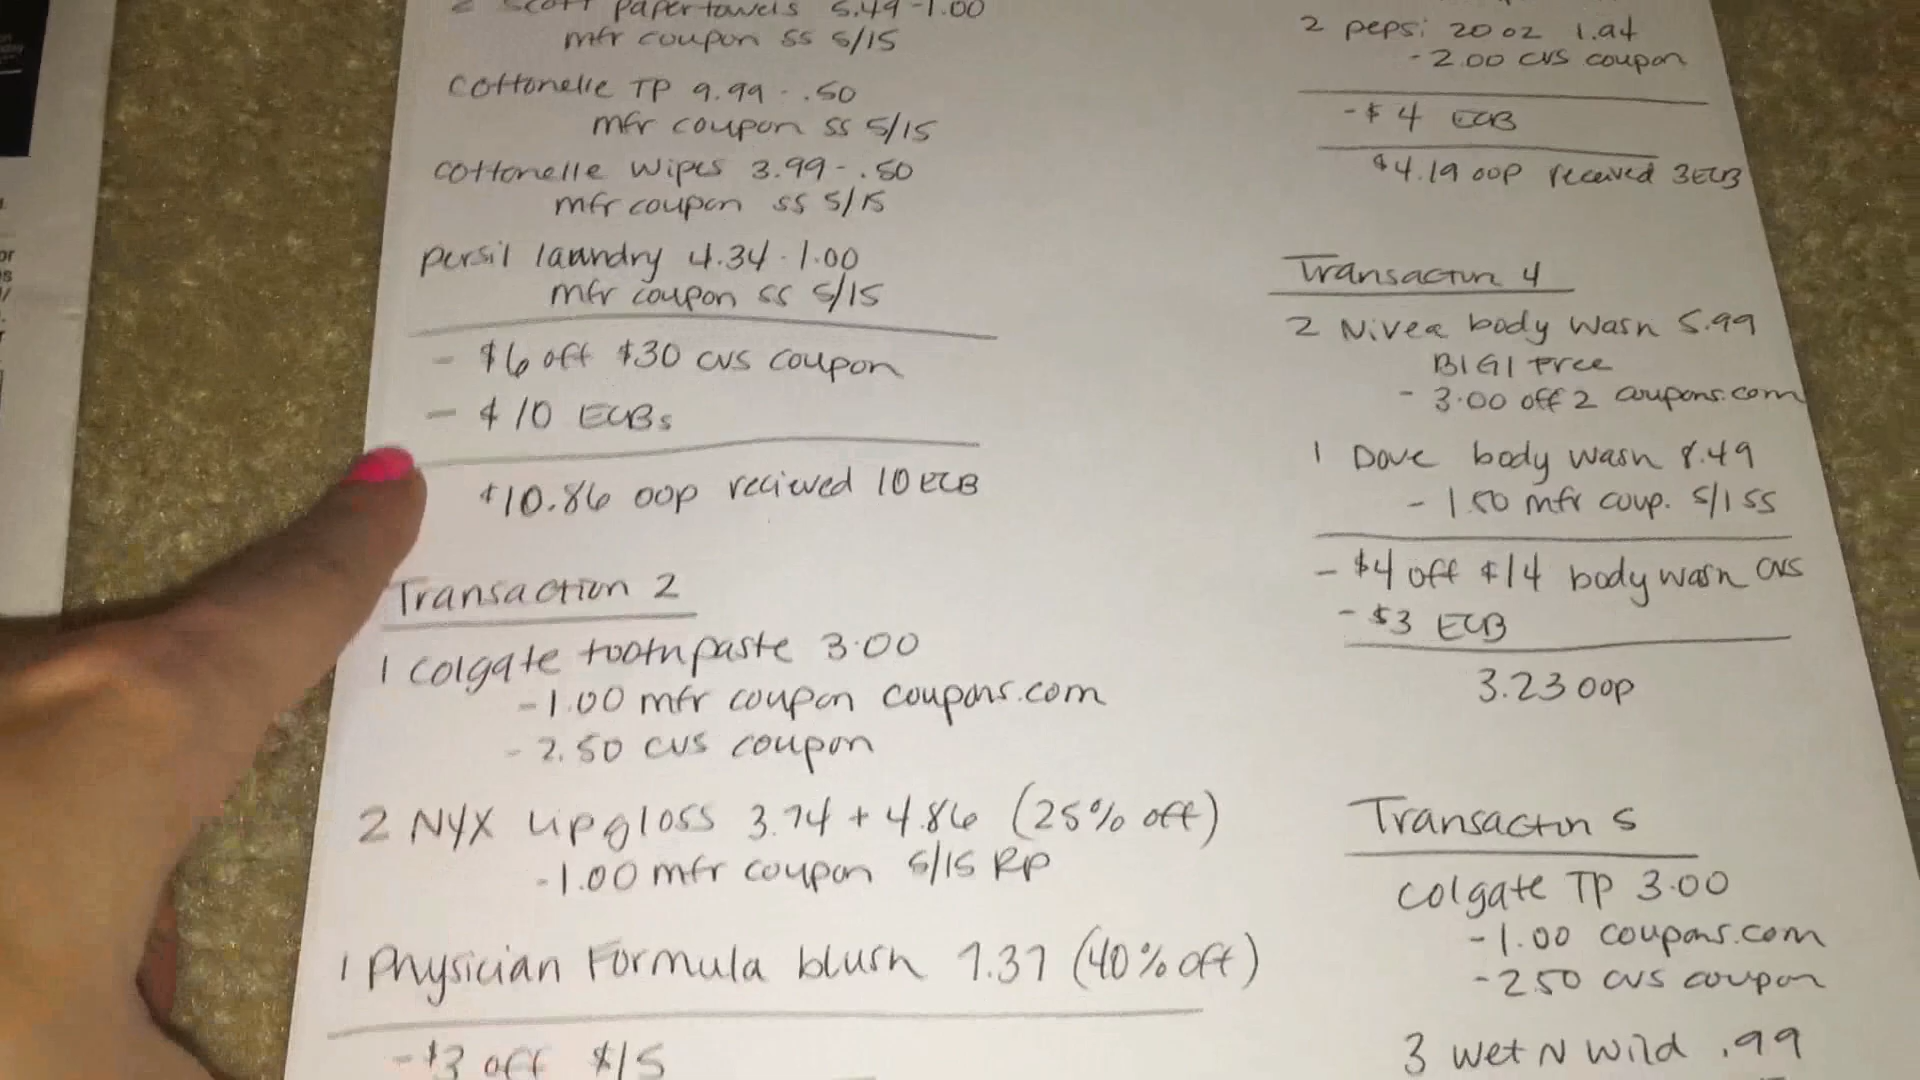 2 Scott papertowels 5.49-1.00
mfr coupon ss 5/15
cottonelle TP 9.99 - .50
mfr coupon ss 5/15
cottonelle wipes 3.99 - .50
mfr coupon ss 5/15
persil laundry 4.34 - 1.00
mfr coupon ss 5/15
- $6 off $30 cvs coupon
- $10 ECBs
$10.86 oop recieved 10 ECB
Transaction 2
1 Colgate toothpaste 3.00
-1.00 mfr coupon coupons.com
-2.50 cvs coupon
2 NYX lipgloss 3.74 + 4.86 (25% off)
-1.00 mfr coupon 5/15 RP
1 Physician Formula blush 7.37 (40% off)
-$3 off $15
2 pepsi 20 oz 1.94
-2.00 cvs coupon
-$4 ECB
$4.19 oop received 3ECB
Transactun 4
2 Nivea body wash 5.99
B1G1 Free
- 3.00 off 2 coupons.com
1 Dove body wash 8.49
- 1.50 mfr coup. 5/1 SS
- $4 off $14 body wash cvs
- $3 ECB
3.23 oop
Transactun 5
Colgate TP 3.00
-1.00 coupons.com
-2.50 cvs coupon
3 wet N wild .99